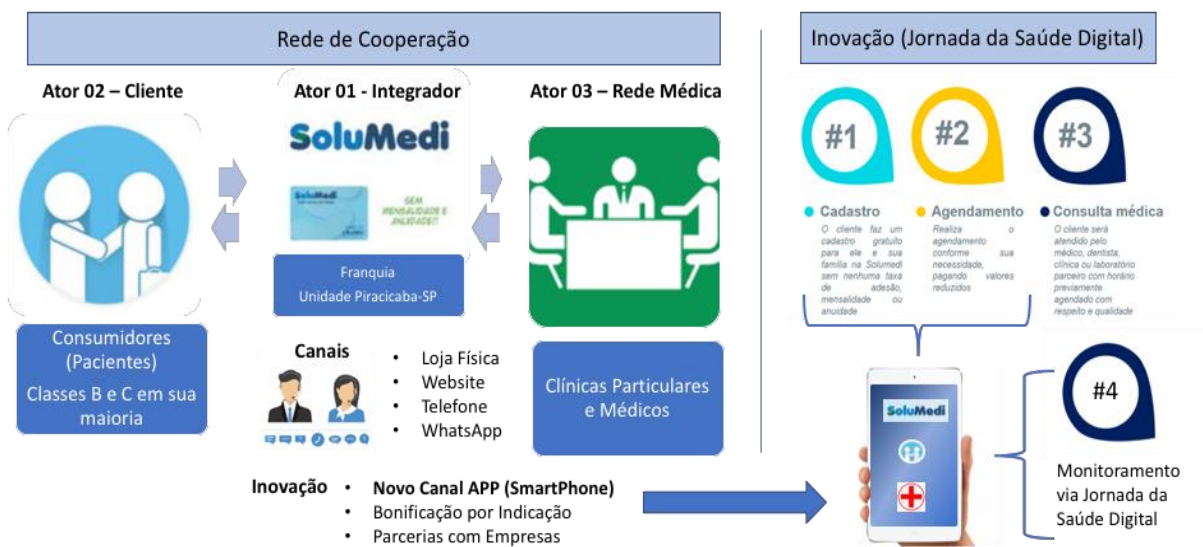 Rede de Cooperação
Inovação (Jornada da Saúde Digital)
Ator 02 – Cliente
Ator 01 - Integrador
Ator 03 – Rede Médica
SoluMedi
SoluMedi
SEM
MENSALIDADE E
ANUIDADE!!
Franquia
Unidade Piracicaba-SP
Consumidores
(Pacientes)
Classes B e C em sua
maioria
Canais
• Loja Física
• Website
• Telefone
• WhatsApp
Clínicas Particulares
e Médicos
Inovação
• Novo Canal APP (SmartPhone)
• Bonificação por Indicação
• Parcerias com Empresas
#1
#2
#3
Cadastro
O cliente faz um
cadastro gratuito
para ele e sua
família na Solumedi
sem nenhuma taxa
de adesão,
mensalidade ou
anuidade
Agendamento
Realiza o
agendamento
conforme sua
necessidade,
pagando valores
reduzidos
Consulta médica
O cliente será
atendido pelo
médico, dentista,
clínica ou laboratório
parceiro com horário
previamente
agendado com
respeito e qualidade
SoluMedi
#4
Monitoramento
via Jornada da
Saúde Digital